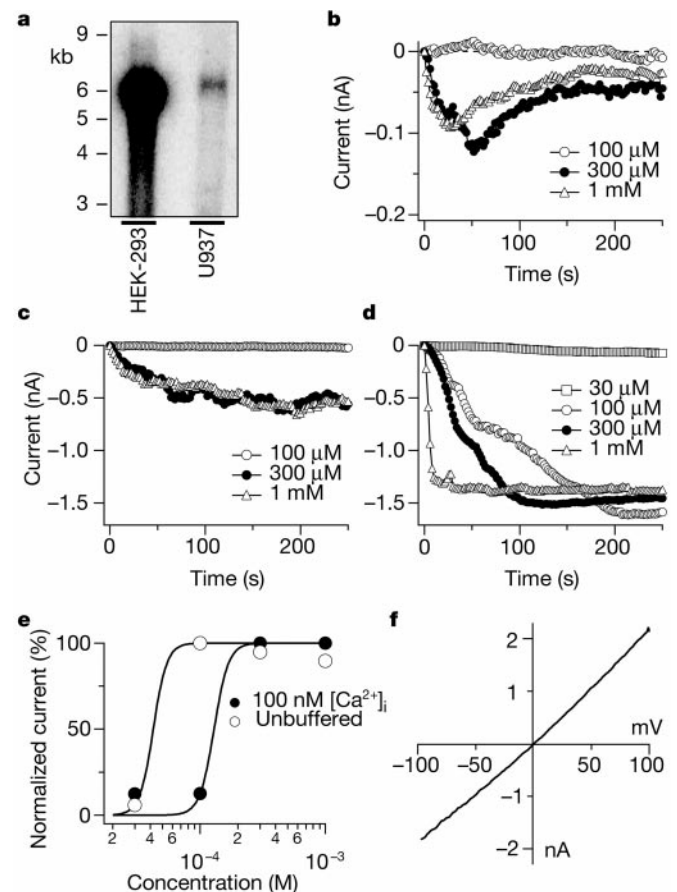 a
9
kb
6
5
4
3
HEK-293
U937
b
0
−0.1
−0.2
Current (nA)
100 µM
300 µM
1 mM
0
100
200
Time (s)
c
0
−0.5
−1.0
−1.5
Current (nA)
100 µM
300 µM
1 mM
0
100
200
Time (s)
d
0
−0.5
−1.0
−1.5
Current (nA)
30 µM
100 µM
300 µM
1 mM
0
100
200
Time (s)
e
100
50
0
Normalized current (%)
100 nM [Ca²⁺]ᵢ
Unbuffered
2 4 6 2 4 6
10⁻⁴ 10⁻³
Concentration (M)
f
2
1
mV
−100 −50 50 100
−1
−2 nA